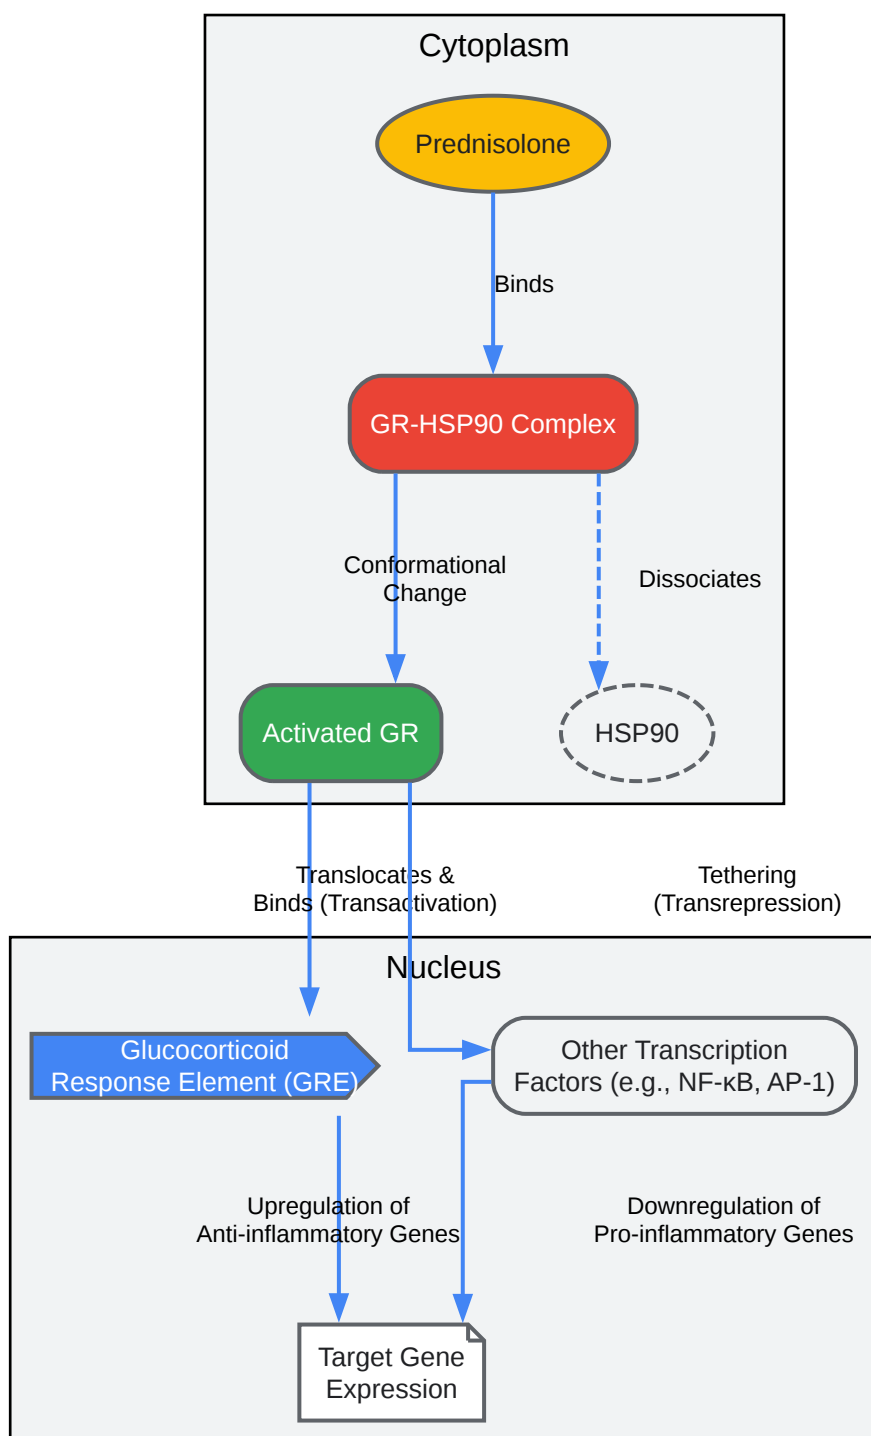 Cytoplasm
Prednisolone
Binds
GR-HSP90 Complex
Conformational
Change
Dissociates
Activated GR
HSP90
Translocates &
Binds (Transactivation)
Tethering
(Transrepression)
Nucleus
Glucocorticoid
Response Element (GRE)
Other Transcription
Factors (e.g., NF-κB, AP-1)
Upregulation of
Anti-inflammatory Genes
Downregulation of
Pro-inflammatory Genes
Target Gene
Expression